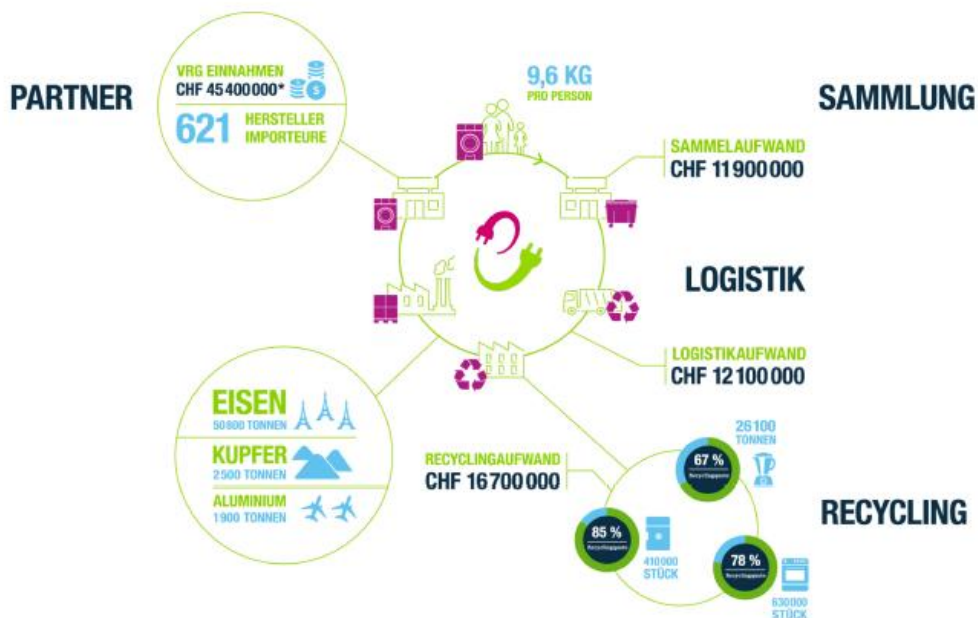 PARTNER
VRG EINNAHMEN
CHF 45 400 000*
621 HERSTELLER
IMPORTEURE
9,6 KG
PRO PERSON
SAMMLUNG
SAMMELAUFWAND
CHF 11 900 000
LOGISTIK
LOGISTIKAUFWAND
CHF 12 100 000
EISEN
50 800 TONNEN
KUPFER
2 500 TONNEN
ALUMINIUM
1 900 TONNEN
RECYCLINGAUFWAND
CHF 16 700 000
26 100
TONNEN
67 %
Recyclingquote
RECYCLING
85 %
Recyclingquote
410 000
STÜCK
78 %
Recyclingquote
630 000
STÜCK